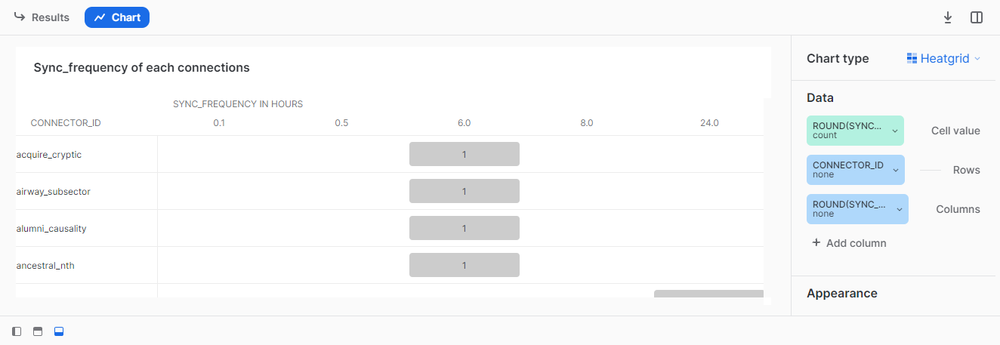 Results
Chart
Sync_frequency of each connections
SYNC_FREQUENCY IN HOURS
CONNECTOR_ID 0.1 0.5 6.0 8.0 24.0
acquire_cryptic 1
airway_subsector 1
alumni_causality 1
ancestral_nth 1
Chart type Heatgrid
Data
ROUND(SYNC...
count
Cell value
CONNECTOR_ID
none
Rows
ROUND(SYNC_...
none
Columns
+ Add column
Appearance